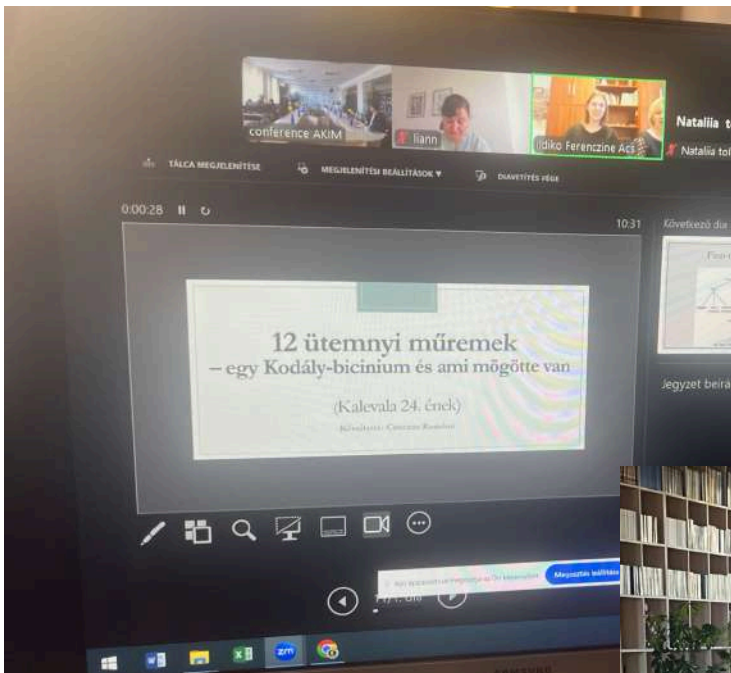 conference AKIM
liann
Ildiko Ferenczine Acs
Nataliia
Nataliia
TÁLCA MEGJELENÍTÉSE
MEGJELENÍTÉSI BEÁLLÍTÁSOK
DIAVETÍTÉS VÉGE
0:00:28
10:31
Következő dia
12 ütemnyi műremek
– egy Kodály-bicinium és ami mögötte van
(Kalevala 24. ének)
Jegyzet beírá
Megosztás leállítása
zm
SAMSUNG